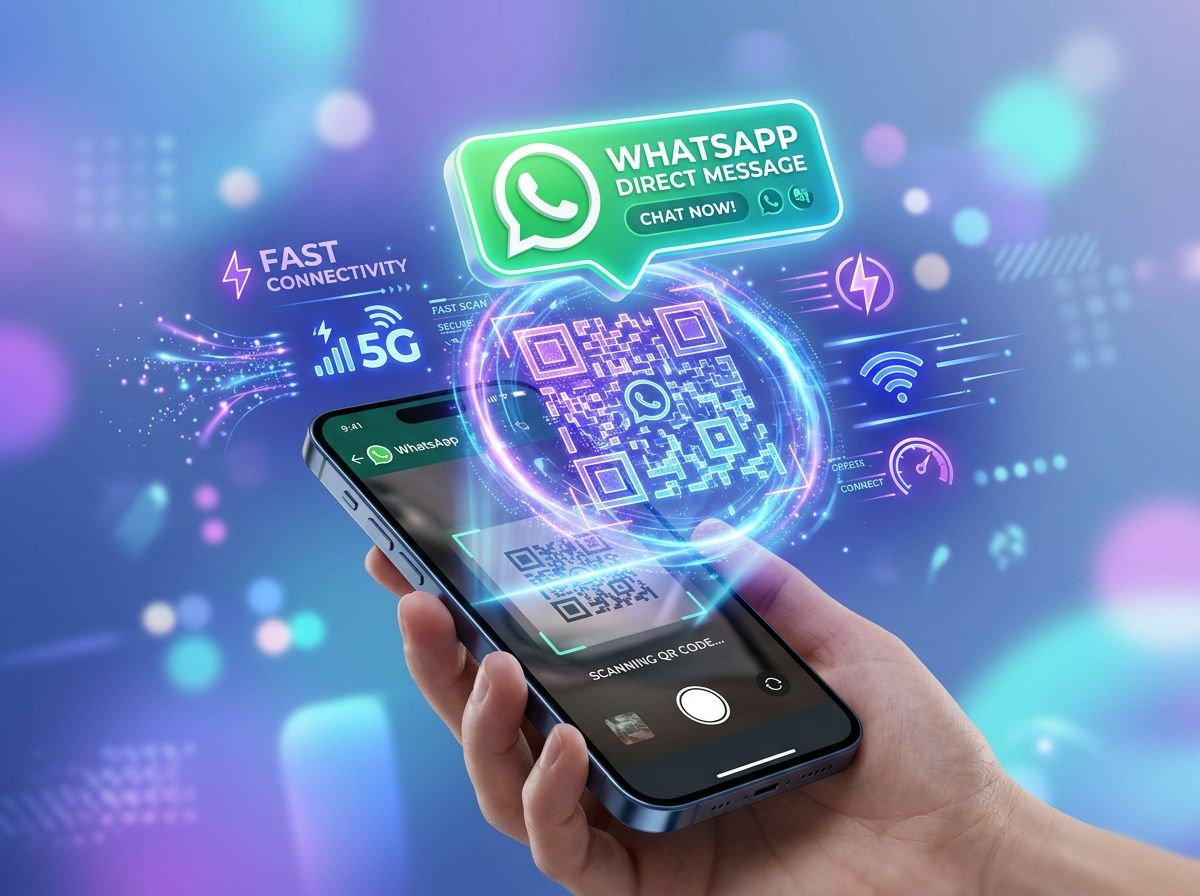 WHATSAPP
DIRECT MESSAGE
CHAT NOW!
FAST
CONNECTIVITY
FAST SCAN
SECURE
5G
9:41
WhatsApp
CONNECT
SCANNING QR CODE...